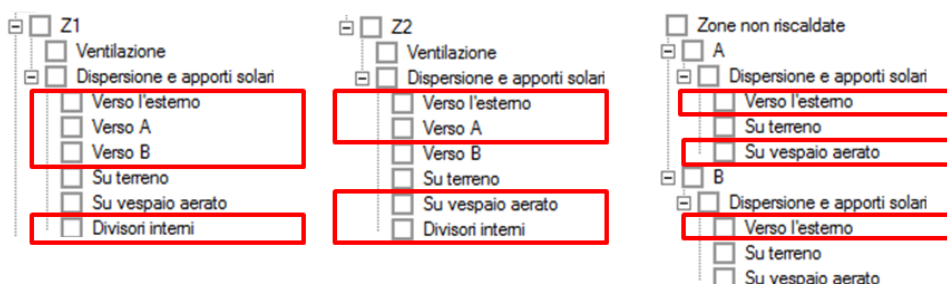 Z1
Ventilazione
Dispersione e apporti solari
Verso l'esterno
Verso A
Verso B
Su terreno
Su vespaio aerato
Divisori interni
Z2
Ventilazione
Dispersione e apporti solari
Verso l'esterno
Verso A
Verso B
Su terreno
Su vespaio aerato
Divisori interni
Zone non riscaldate
A
Dispersione e apporti solari
Verso l'esterno
Su terreno
Su vespaio aerato
B
Dispersione e apporti solari
Verso l'esterno
Su terreno
Su vespaio aerato